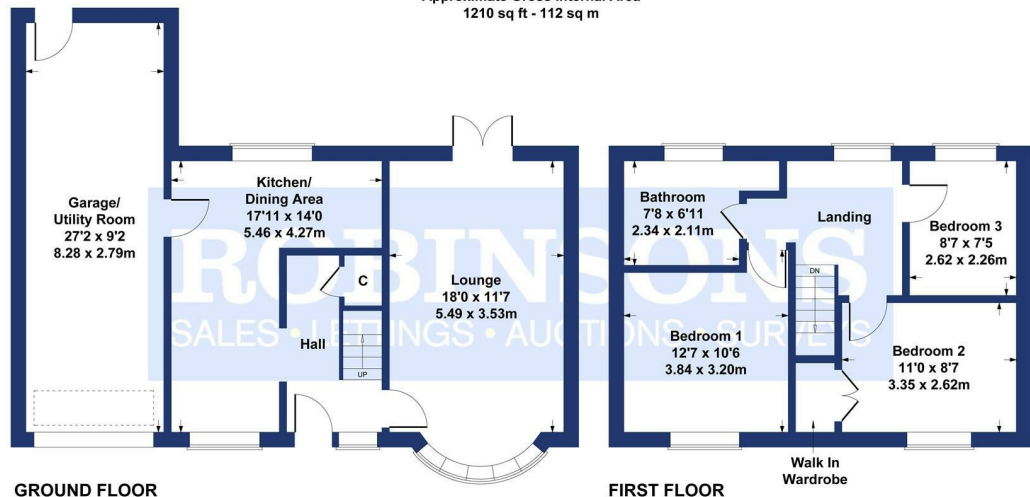 Approximate Gross Internal Area
1210 sq ft - 112 sq m
Garage/
Utility Room
27'2 x 9'2
8.28 x 2.79m
Kitchen/
Dining Area
17'11 x 14'0
5.46 x 4.27m
C
Hall
UP
Lounge
18'0 x 11'7
5.49 x 3.53m
Bathroom
7'8 x 6'11
2.34 x 2.11m
Landing
DN
Bedroom 3
8'7 x 7'5
2.62 x 2.26m
Bedroom 1
12'7 x 10'6
3.84 x 3.20m
Bedroom 2
11'0 x 8'7
3.35 x 2.62m
Walk In
Wardrobe
GROUND FLOOR
FIRST FLOOR
ROBINSONS
SALES • LETTINGS • AUCTIONS • SURVEYS